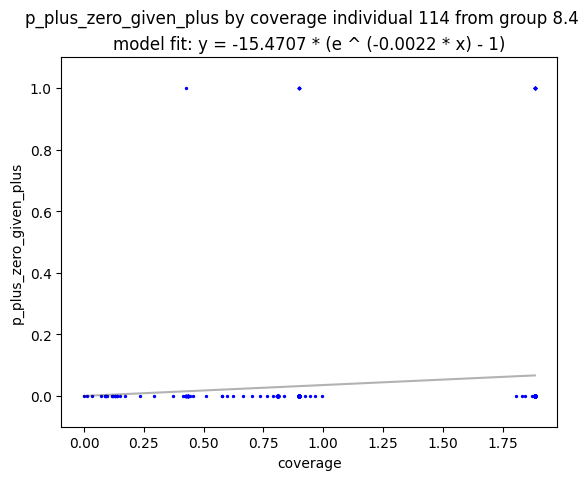 p_plus_zero_given_plus by coverage individual 114 from group 8.4
model fit: y = -15.4707 * (e ^ (-0.0022 * x) - 1)
1.0
0.8
0.6
0.4
0.2
0.0
p_plus_zero_given_plus
0.00 0.25 0.50 0.75 1.00 1.25 1.50 1.75
coverage